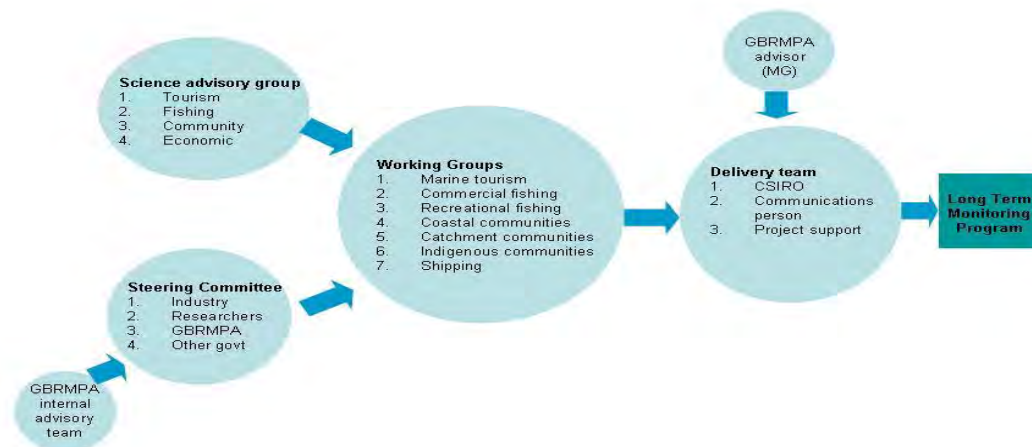 Science advisory group
1. Tourism
2. Fishing
3. Community
4. Economic
Steering Committee
1. Industry
2. Researchers
3. GBRMPA
4. Other govt
GBRMPA
internal
advisory
team
Working Groups
1. Marine tourism
2. Commercial fishing
3. Recreational fishing
4. Coastal communities
5. Catchment communities
6. Indigenous communities
7. Shipping
GBRMPA
advisor
(MG)
Delivery team
1. CSIRO
2. Communications
person
3. Project support
Long Term
Monitoring
Program